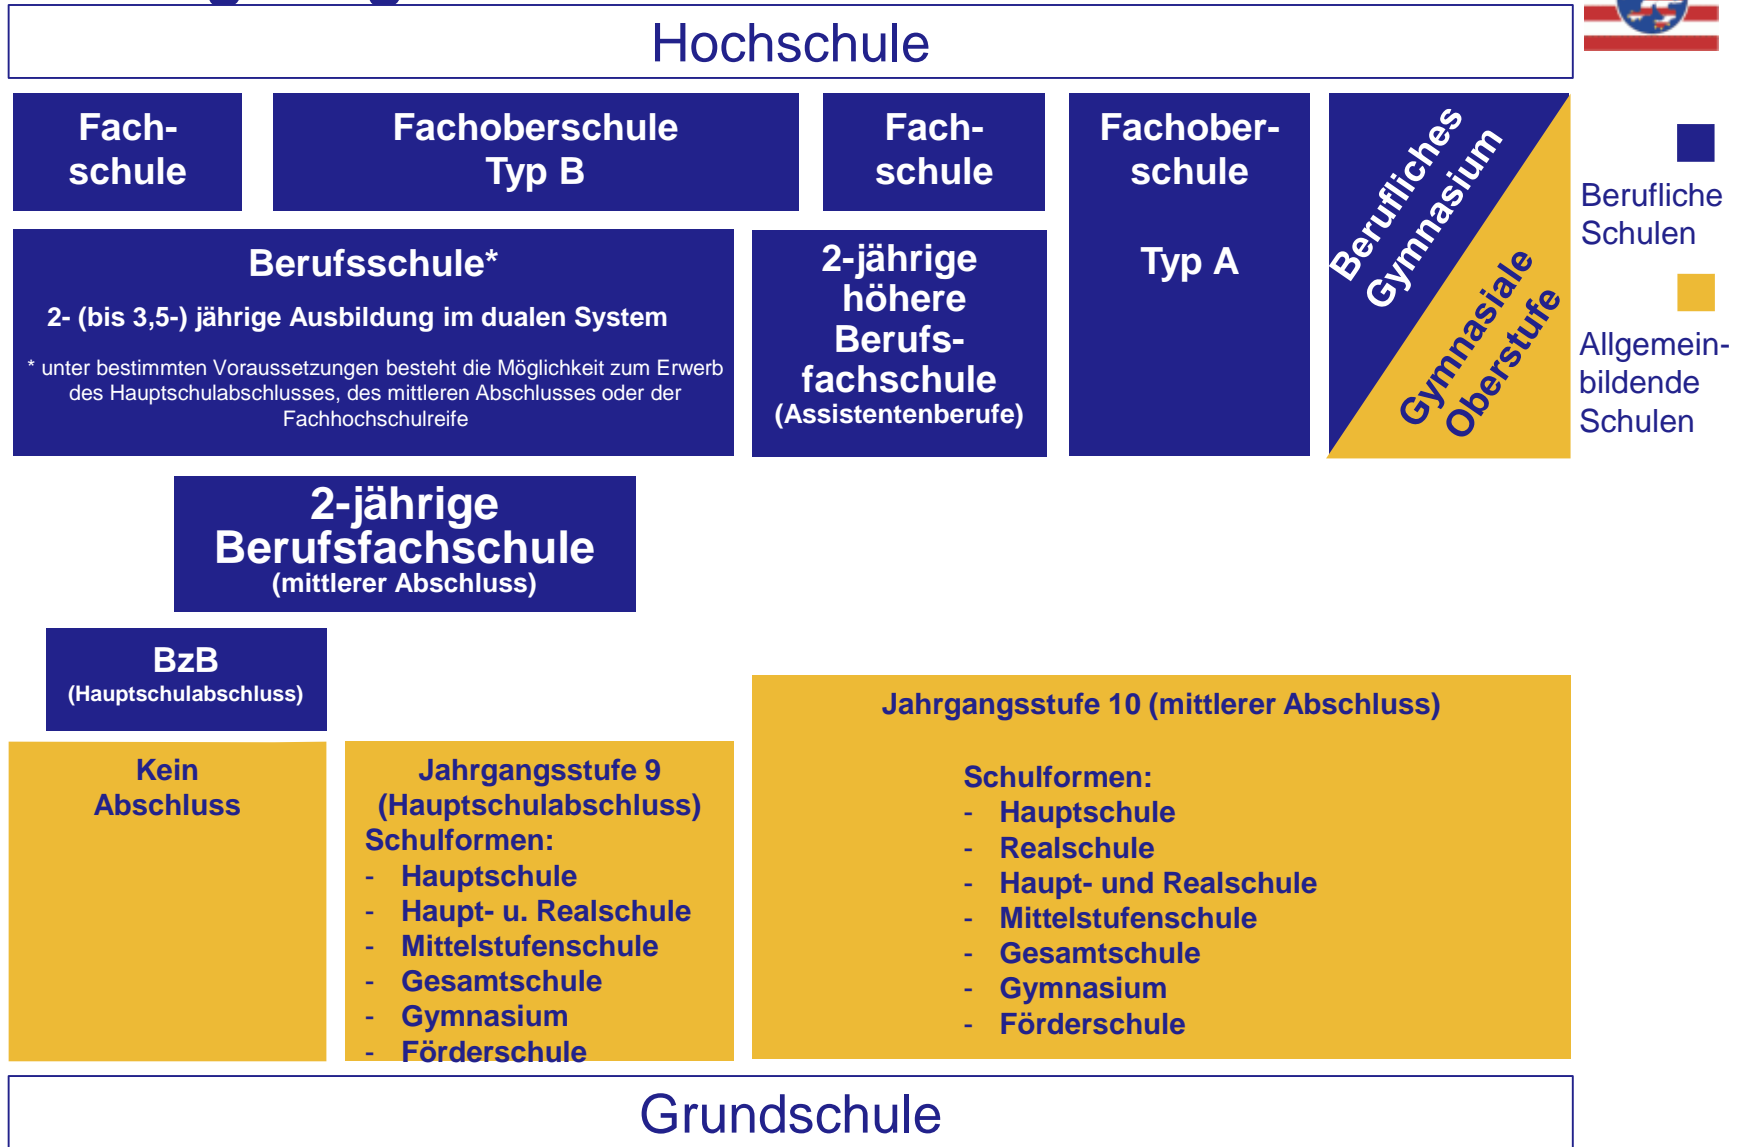 Hochschule
Fach-
schule
Fachoberschule
Typ B
Fach-
schule
Fachober-
schule
Typ A
Berufliches
Gymnasium
Gymnasiale
Oberstufe
Berufliche
Schulen
Allgemein-
bildende
Schulen
Berufsschule*
2- (bis 3,5-) jährige Ausbildung im dualen System
* unter bestimmten Voraussetzungen besteht die Möglichkeit zum Erwerb
des Hauptschulabschlusses, des mittleren Abschlusses oder der
Fachhochschulreife
2-jährige
höhere
Berufs-
fachschule
(Assistentenberufe)
2-jährige
Berufsfachschule
(mittlerer Abschluss)
BzB
(Hauptschulabschluss)
Kein
Abschluss
Jahrgangsstufe 9
(Hauptschulabschluss)
Schulformen:
- Hauptschule
- Haupt- u. Realschule
- Mittelstufenschule
- Gesamtschule
- Gymnasium
- Förderschule
Jahrgangsstufe 10 (mittlerer Abschluss)
Schulformen:
- Hauptschule
- Realschule
- Haupt- und Realschule
- Mittelstufenschule
- Gesamtschule
- Gymnasium
- Förderschule
Grundschule